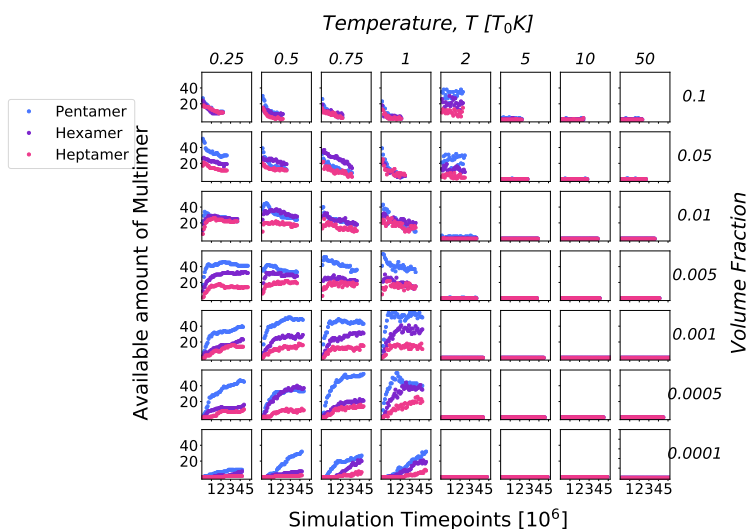 Temperature, T [T₀K]
0.25 0.5 0.75 1 2 5 10 50
Pentamer
Hexamer
Heptamer
Available amount of Multimer
40
20
0.1
40
20
0.05
40
20
0.01
40
20
0.005
40
20
0.001
40
20
0.0005
40
20
0.0001
Volume Fraction
12345 12345 12345 12345 12345 12345 12345 12345
Simulation Timepoints [10⁶]